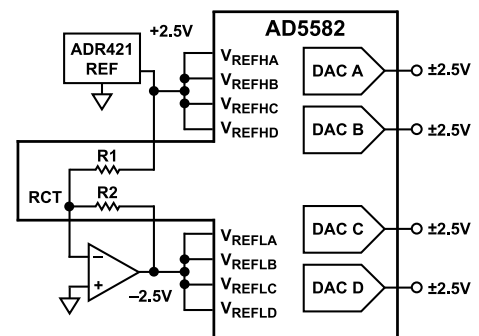 AD5582
+2.5V
ADR421
REF
VREFHA
VREFHB
VREFHC
VREFHD
DAC A
±2.5V
DAC B
±2.5V
R1
RCT
R2
DAC C
±2.5V
VREFLA
VREFLB
VREFLC
VREFLD
–
+
–2.5V
DAC D
±2.5V